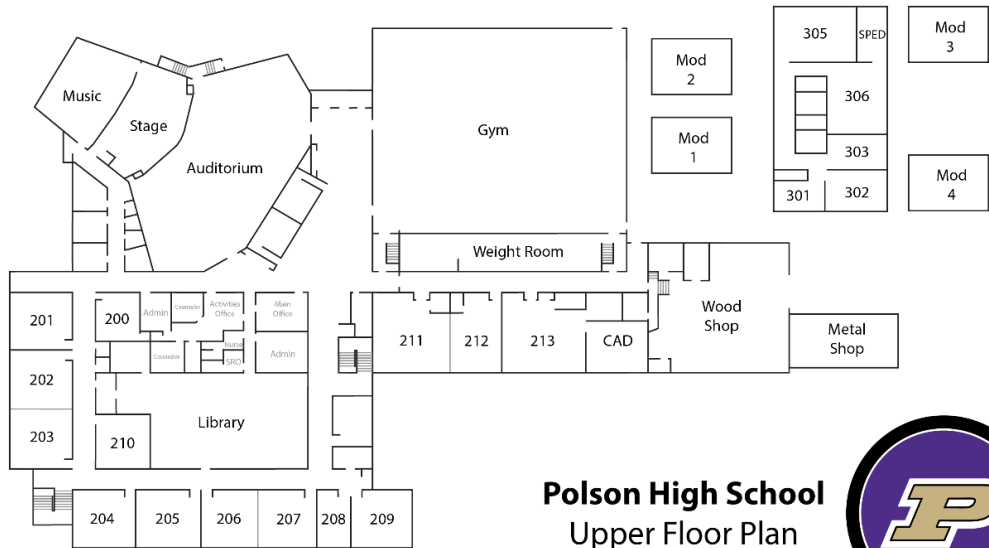 305
SPED
Mod
3
Mod
2
306
Music
Stage
Gym
Auditorium
Mod
1
303
Mod
4
301
302
Weight Room
201
200
Admin
Counselor
Activities
Office
Main
Office
Wood
Shop
211
212
213
CAD
Metal
Shop
Nurse
Counselor
SRO
Admin
202
203
210
Library
204
205
206
207
208
209
Polson High School
Upper Floor Plan
P